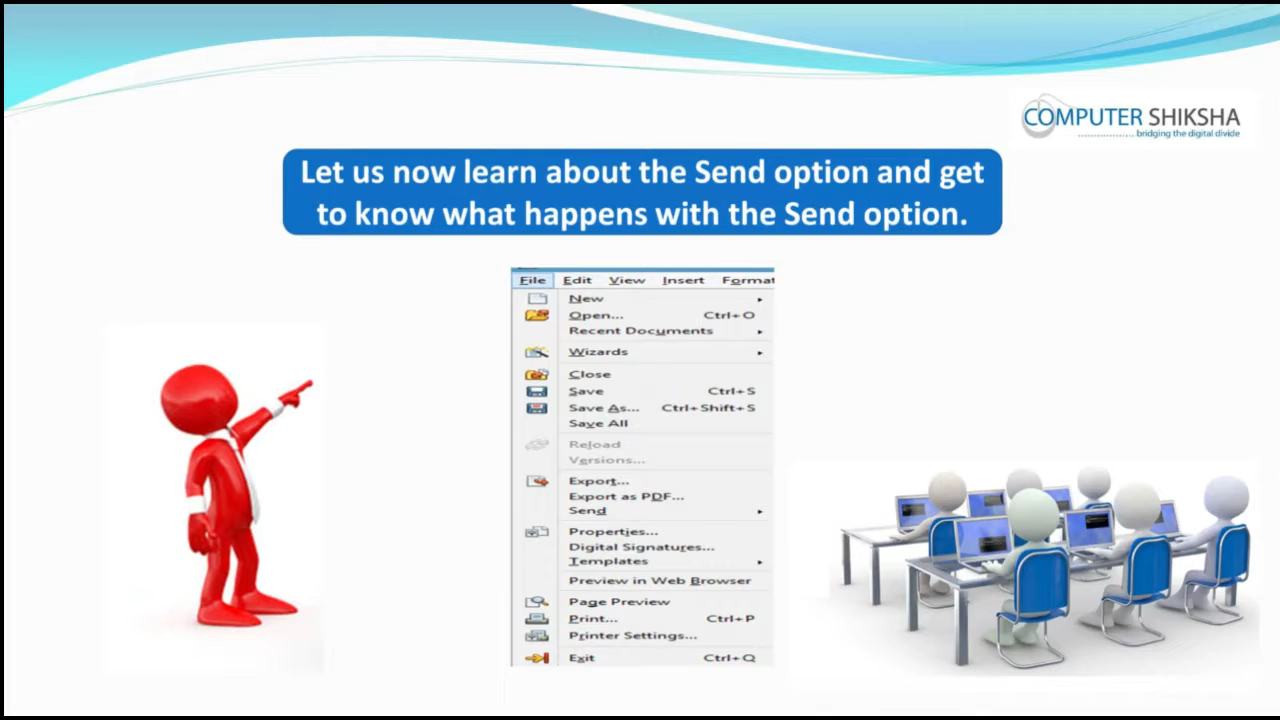 COMPUTER SHIKSHA
bridging the digital divide
Let us now learn about the Send option and get
to know what happens with the Send option.
File Edit View Insert Format
New
Open... Ctrl+O
Recent Documents
Wizards
Close
Save Ctrl+S
Save As... Ctrl+Shift+S
Save All
Reload
Versions...
Export...
Export as PDF...
Send
Properties...
Digital Signatures...
Templates
Preview in Web Browser
Page Preview
Print... Ctrl+P
Printer Settings...
Exit Ctrl+Q